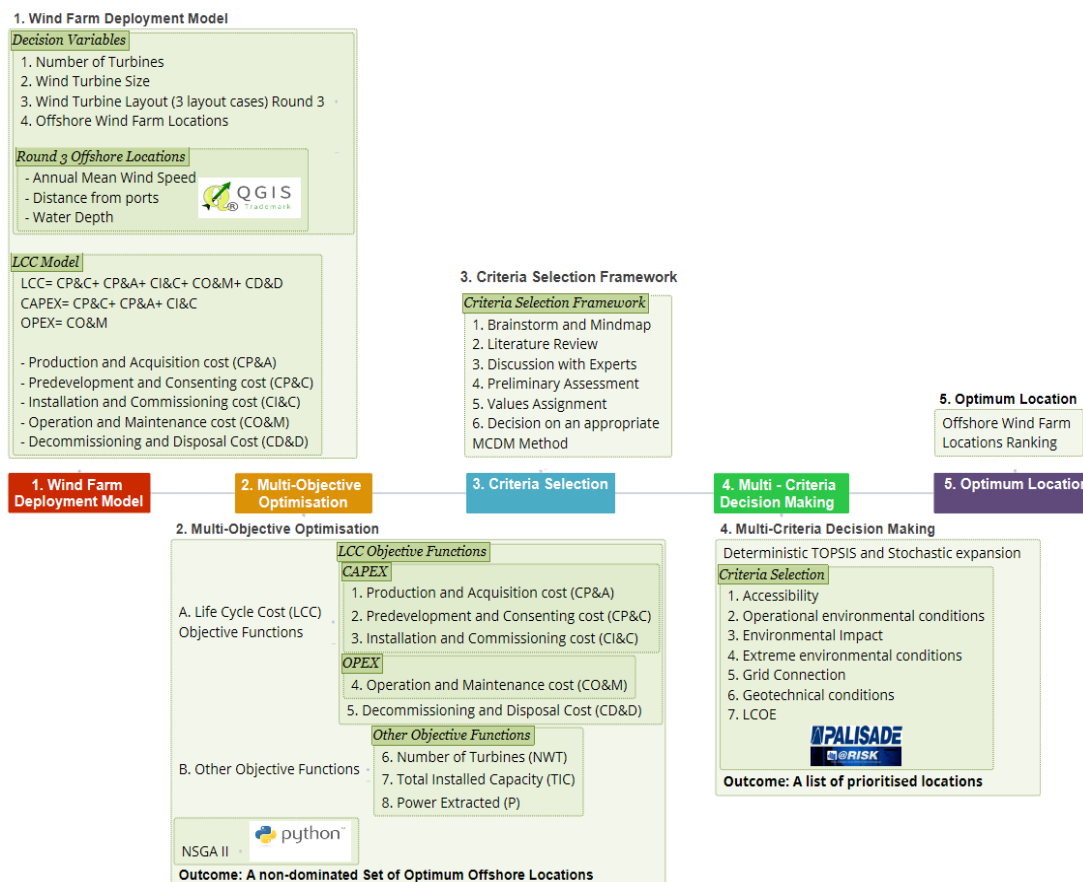 1. Wind Farm Deployment Model
Decision Variables
1. Number of Turbines
2. Wind Turbine Size
3. Wind Turbine Layout (3 layout cases) Round 3
4. Offshore Wind Farm Locations
Round 3 Offshore Locations
- Annual Mean Wind Speed
- Distance from ports
- Water Depth
QGIS
®
Trademark
LCC Model
LCC= CP&C+ CP&A+ CI&C+ CO&M+ CD&D
CAPEX= CP&C+ CP&A+ CI&C
OPEX= CO&M
- Production and Acquisition cost (CP&A)
- Predevelopment and Consenting cost (CP&C)
- Installation and Commissioning cost (CI&C)
- Operation and Maintenance cost (CO&M)
- Decommissioning and Disposal Cost (CD&D)
3. Criteria Selection Framework
Criteria Selection Framework
1. Brainstorm and Mindmap
2. Literature Review
3. Discussion with Experts
4. Preliminary Assessment
5. Values Assignment
6. Decision on an appropriate
MCDM Method
5. Optimum Location
Offshore Wind Farm
Locations Ranking
1. Wind Farm
Deployment Model
2. Multi-Objective
Optimisation
3. Criteria Selection
4. Multi - Criteria
Decision Making
5. Optimum Location
2. Multi-Objective Optimisation
A. Life Cycle Cost (LCC)
Objective Functions
LCC Objective Functions
CAPEX
1. Production and Acquisition cost (CP&A)
2. Predevelopment and Consenting cost (CP&C)
3. Installation and Commissioning cost (CI&C)
OPEX
4. Operation and Maintenance cost (CO&M)
5. Decommissioning and Disposal Cost (CD&D)
B. Other Objective Functions
Other Objective Functions
6. Number of Turbines (NWT)
7. Total Installed Capacity (TIC)
8. Power Extracted (P)
NSGA II
python™
Outcome: A non-dominated Set of Optimum Offshore Locations
4. Multi-Criteria Decision Making
Deterministic TOPSIS and Stochastic expansion
Criteria Selection
1. Accessibility
2. Operational environmental conditions
3. Environmental Impact
4. Extreme environmental conditions
5. Grid Connection
6. Geotechnical conditions
7. LCOE
PALISADE
@RISK
Outcome: A list of prioritised locations